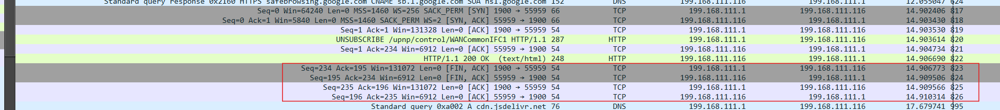 Standard query response 0x2160 HTTPS safebrowsing.google.com CNAME sb.l.google.com SOA ns1.google.com 152 DNS 199.168.111.116 199.168.111.1 12.055047 624
Seq=0 Win=64240 Len=0 MSS=1460 WS=256 SACK_PERM [SYN] 1900 → 55959 66 TCP 199.168.111.1 199.168.111.116 14.902406 817
Seq=0 Ack=1 Win=5840 Len=0 MSS=1460 SACK_PERM WS=2 [SYN, ACK] 55959 → 1900 66 TCP 199.168.111.116 199.168.111.1 14.903430 818
Seq=1 Ack=1 Win=131328 Len=0 [ACK] 1900 → 55959 54 TCP 199.168.111.1 199.168.111.116 14.903530 819
UNSUBSCRIBE /upnp/control/WANCommonIFC1 HTTP/1.1 287 HTTP 199.168.111.1 199.168.111.116 14.903614 820
Seq=1 Ack=234 Win=6912 Len=0 [ACK] 55959 → 1900 54 TCP 199.168.111.116 199.168.111.1 14.904734 821
HTTP/1.1 200 OK (text/html) 248 HTTP 199.168.111.116 199.168.111.1 14.906690 822
Seq=234 Ack=195 Win=131072 Len=0 [FIN, ACK] 1900 → 55959 54 TCP 199.168.111.1 199.168.111.116 14.906773 823
Seq=195 Ack=234 Win=6912 Len=0 [FIN, ACK] 55959 → 1900 54 TCP 199.168.111.116 199.168.111.1 14.909506 824
Seq=235 Ack=196 Win=131072 Len=0 [ACK] 1900 → 55959 54 TCP 199.168.111.1 199.168.111.116 14.909566 825
Seq=196 Ack=235 Win=6912 Len=0 [ACK] 55959 → 1900 54 TCP 199.168.111.116 199.168.111.1 14.910314 826
Standard query 0xa002 A cdn.jsdelivr.net 76 DNS 199.168.111.1 199.168.111.116 17.679741 995